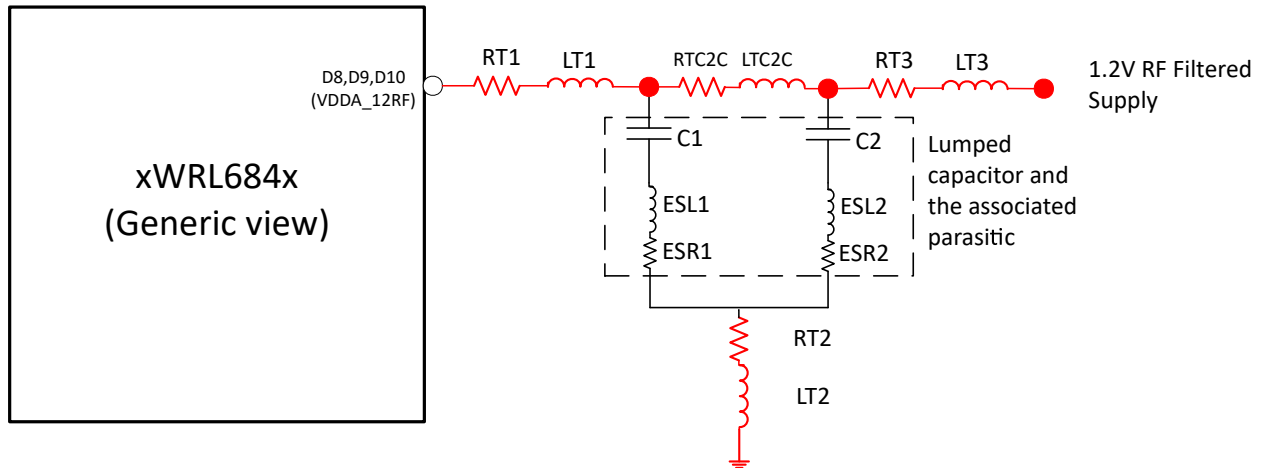 RT1
LT1
RTC2C
LTC2C
RT3
LT3
D8,D9,D10
(VDDA_12RF)
1.2V RF Filtered
Supply
xWRL684x
(Generic view)
C1
C2
Lumped
capacitor and
the associated
parasitic
ESL1
ESL2
ESR1
ESR2
RT2
LT2